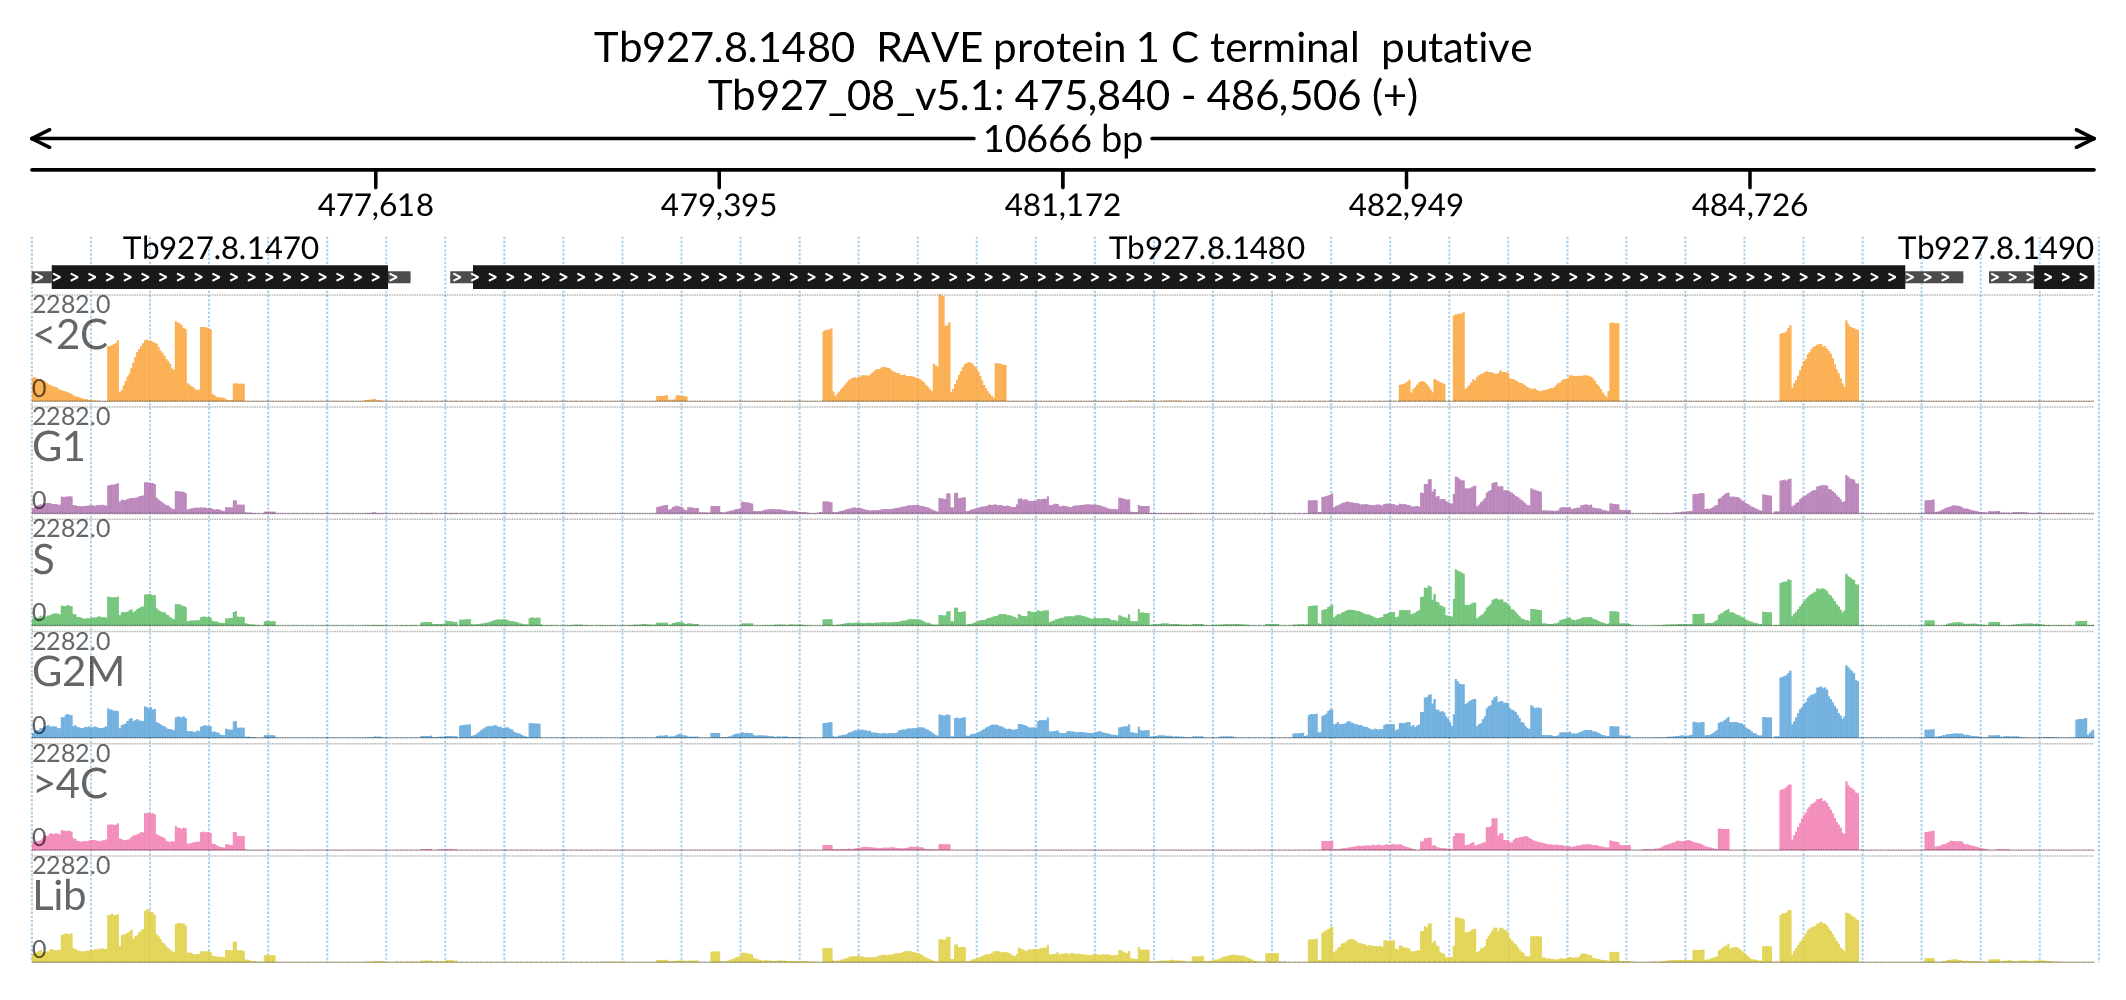 Tb927.8.1480 RAVE protein 1 C terminal putative
Tb927_08_v5.1: 475,840 - 486,506 (+)
10666 bp
477,618 479,395 481,172 482,949 484,726
Tb927.8.1470 Tb927.8.1480 Tb927.8.1490
2282.0
<2C
0
2282.0
G1
0
2282.0
S
0
2282.0
G2M
0
2282.0
>4C
0
2282.0
Lib
0